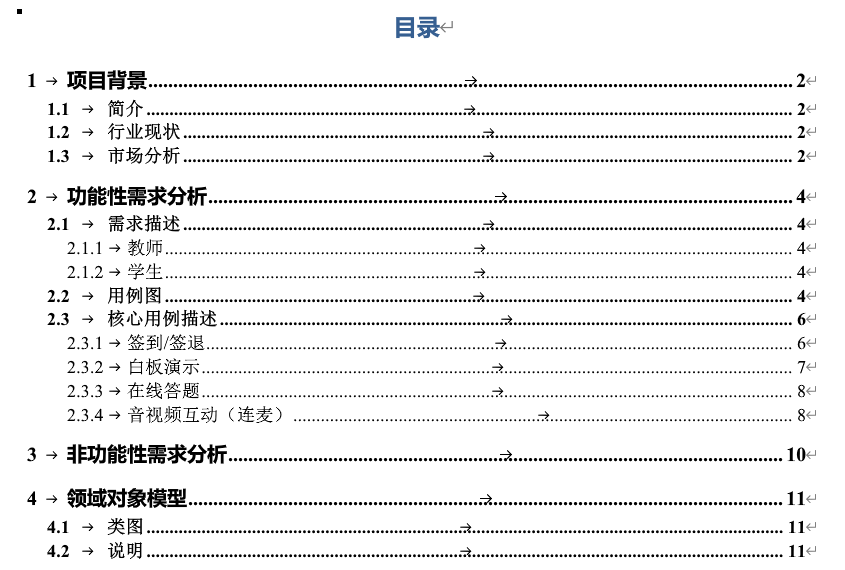 目录
1 → 项目背景 → 2
1.1 → 简介 → 2
1.2 → 行业现状 → 2
1.3 → 市场分析 → 2
2 → 功能性需求分析 → 4
2.1 → 需求描述 → 4
2.1.1 → 教师 → 4
2.1.2 → 学生 → 4
2.2 → 用例图 → 4
2.3 → 核心用例描述 → 6
2.3.1 → 签到/签退 → 6
2.3.2 → 白板演示 → 7
2.3.3 → 在线答题 → 8
2.3.4 → 音视频互动（连麦） → 8
3 → 非功能性需求分析 → 10
4 → 领域对象模型 → 11
4.1 → 类图 → 11
4.2 → 说明 → 11